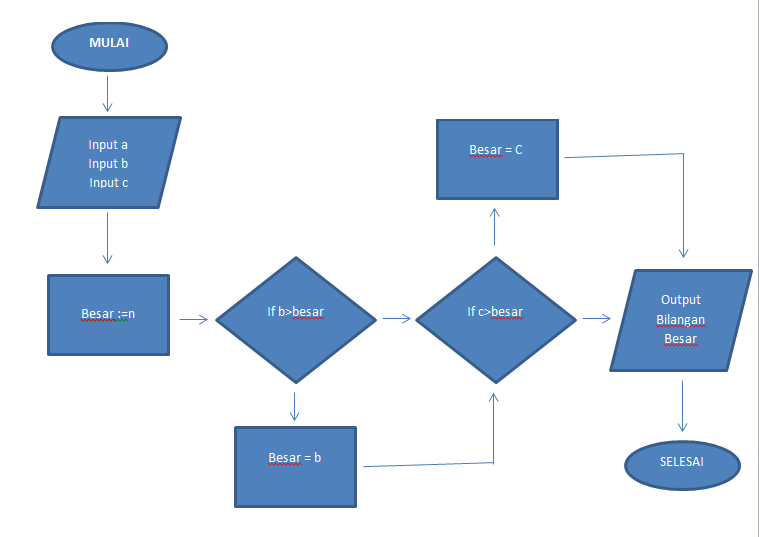 MULAI
Input a
Input b
Input c
Besar :=n
If b>besar
Besar = b
If c>besar
Besar = C
Output
Bilangan
Besar
SELESAI